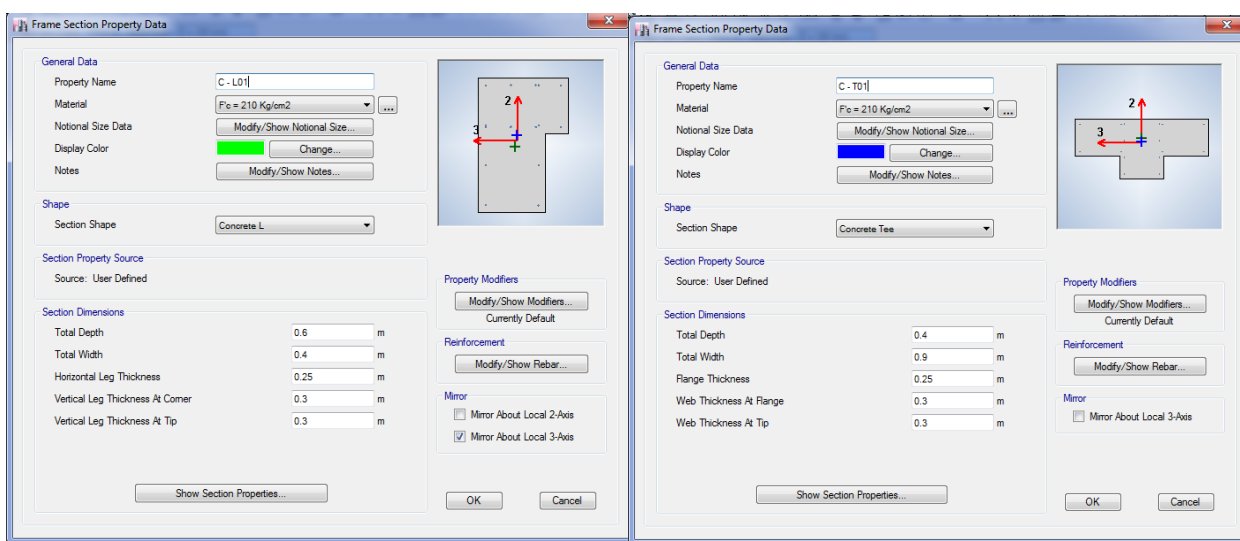 Frame Section Property Data
General Data
Property Name C - L01
Material F'c = 210 Kg/cm2 ...
Notional Size Data Modify/Show Notional Size...
Display Color Change...
Notes Modify/Show Notes...
2
3
Shape
Section Shape Concrete L
Section Property Source
Source: User Defined
Section Dimensions
Total Depth 0.6 m
Total Width 0.4 m
Horizontal Leg Thickness 0.25 m
Vertical Leg Thickness At Corner 0.3 m
Vertical Leg Thickness At Tip 0.3 m
Show Section Properties...
Property Modifiers
Modify/Show Modifiers...
Currently Default
Reinforcement
Modify/Show Rebar...
Mirror
Mirror About Local 2-Axis
Mirror About Local 3-Axis
OK Cancel
Frame Section Property Data
General Data
Property Name C - T01
Material F'c = 210 Kg/cm2 ...
Notional Size Data Modify/Show Notional Size...
Display Color Change...
Notes Modify/Show Notes...
2
3
Shape
Section Shape Concrete Tee
Section Property Source
Source: User Defined
Section Dimensions
Total Depth 0.4 m
Total Width 0.9 m
Flange Thickness 0.25 m
Web Thickness At Flange 0.3 m
Web Thickness At Tip 0.3 m
Show Section Properties...
Property Modifiers
Modify/Show Modifiers...
Currently Default
Reinforcement
Modify/Show Rebar...
Mirror
Mirror About Local 3-Axis
OK Cancel